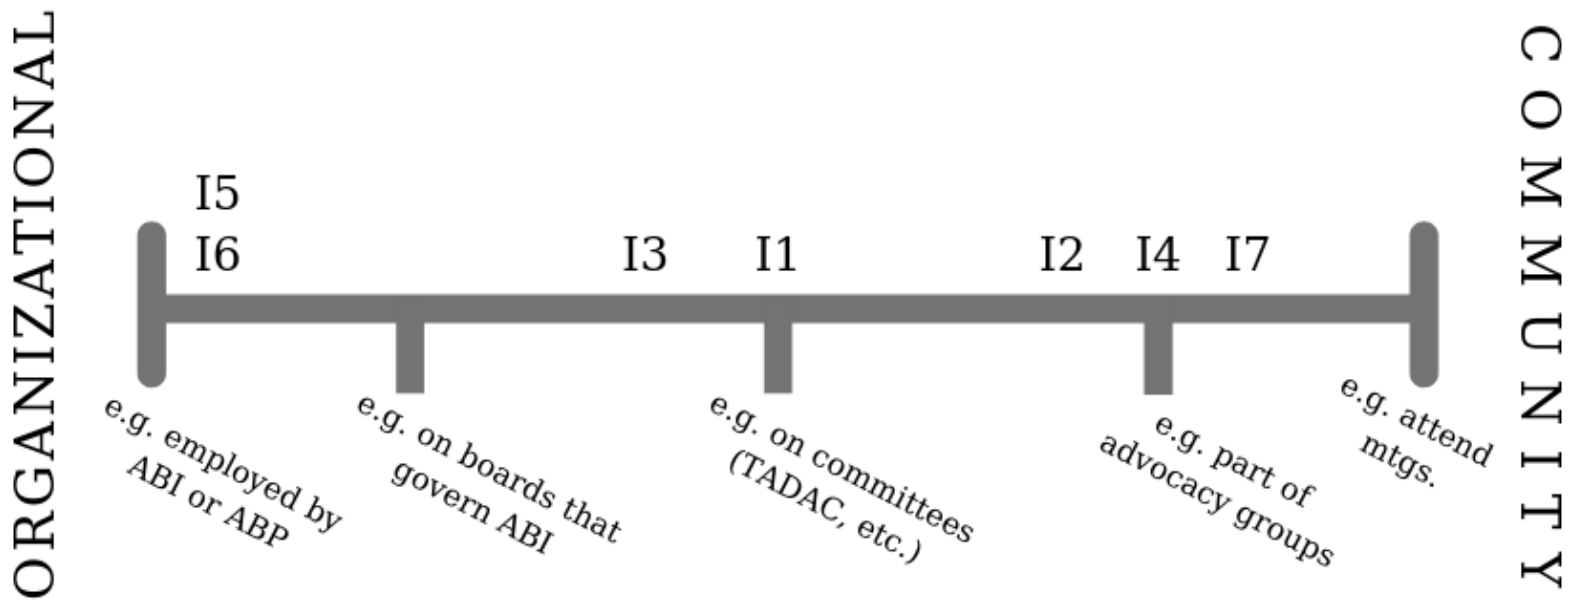 ORGANIZATIONAL
I5
I6
I3
I1
I2
I4
I7
e.g. employed by
ABI or ABP
e.g. on boards that
govern ABI
e.g. on committees
(TADAC, etc.)
e.g. part of
advocacy groups
e.g. attend
mtgs.
COMMUNITY